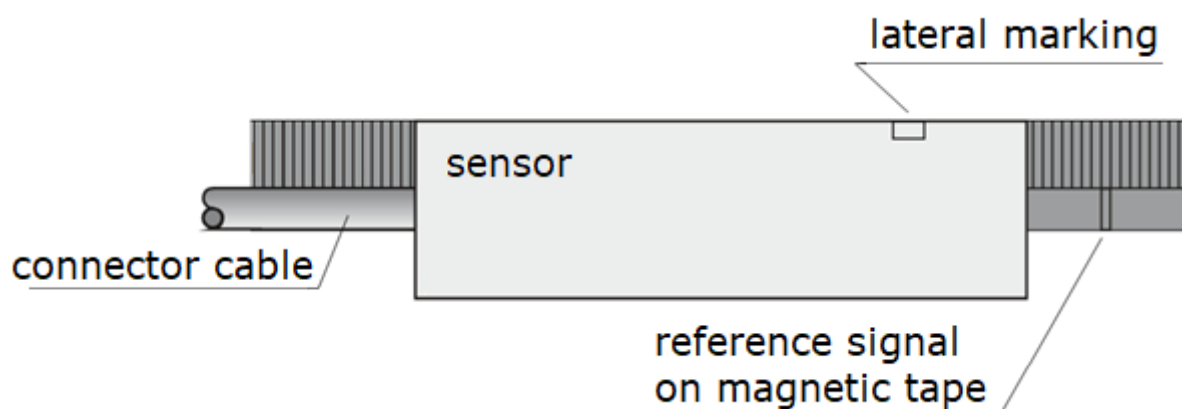 lateral marking
sensor
connector cable
reference signal
on magnetic tape